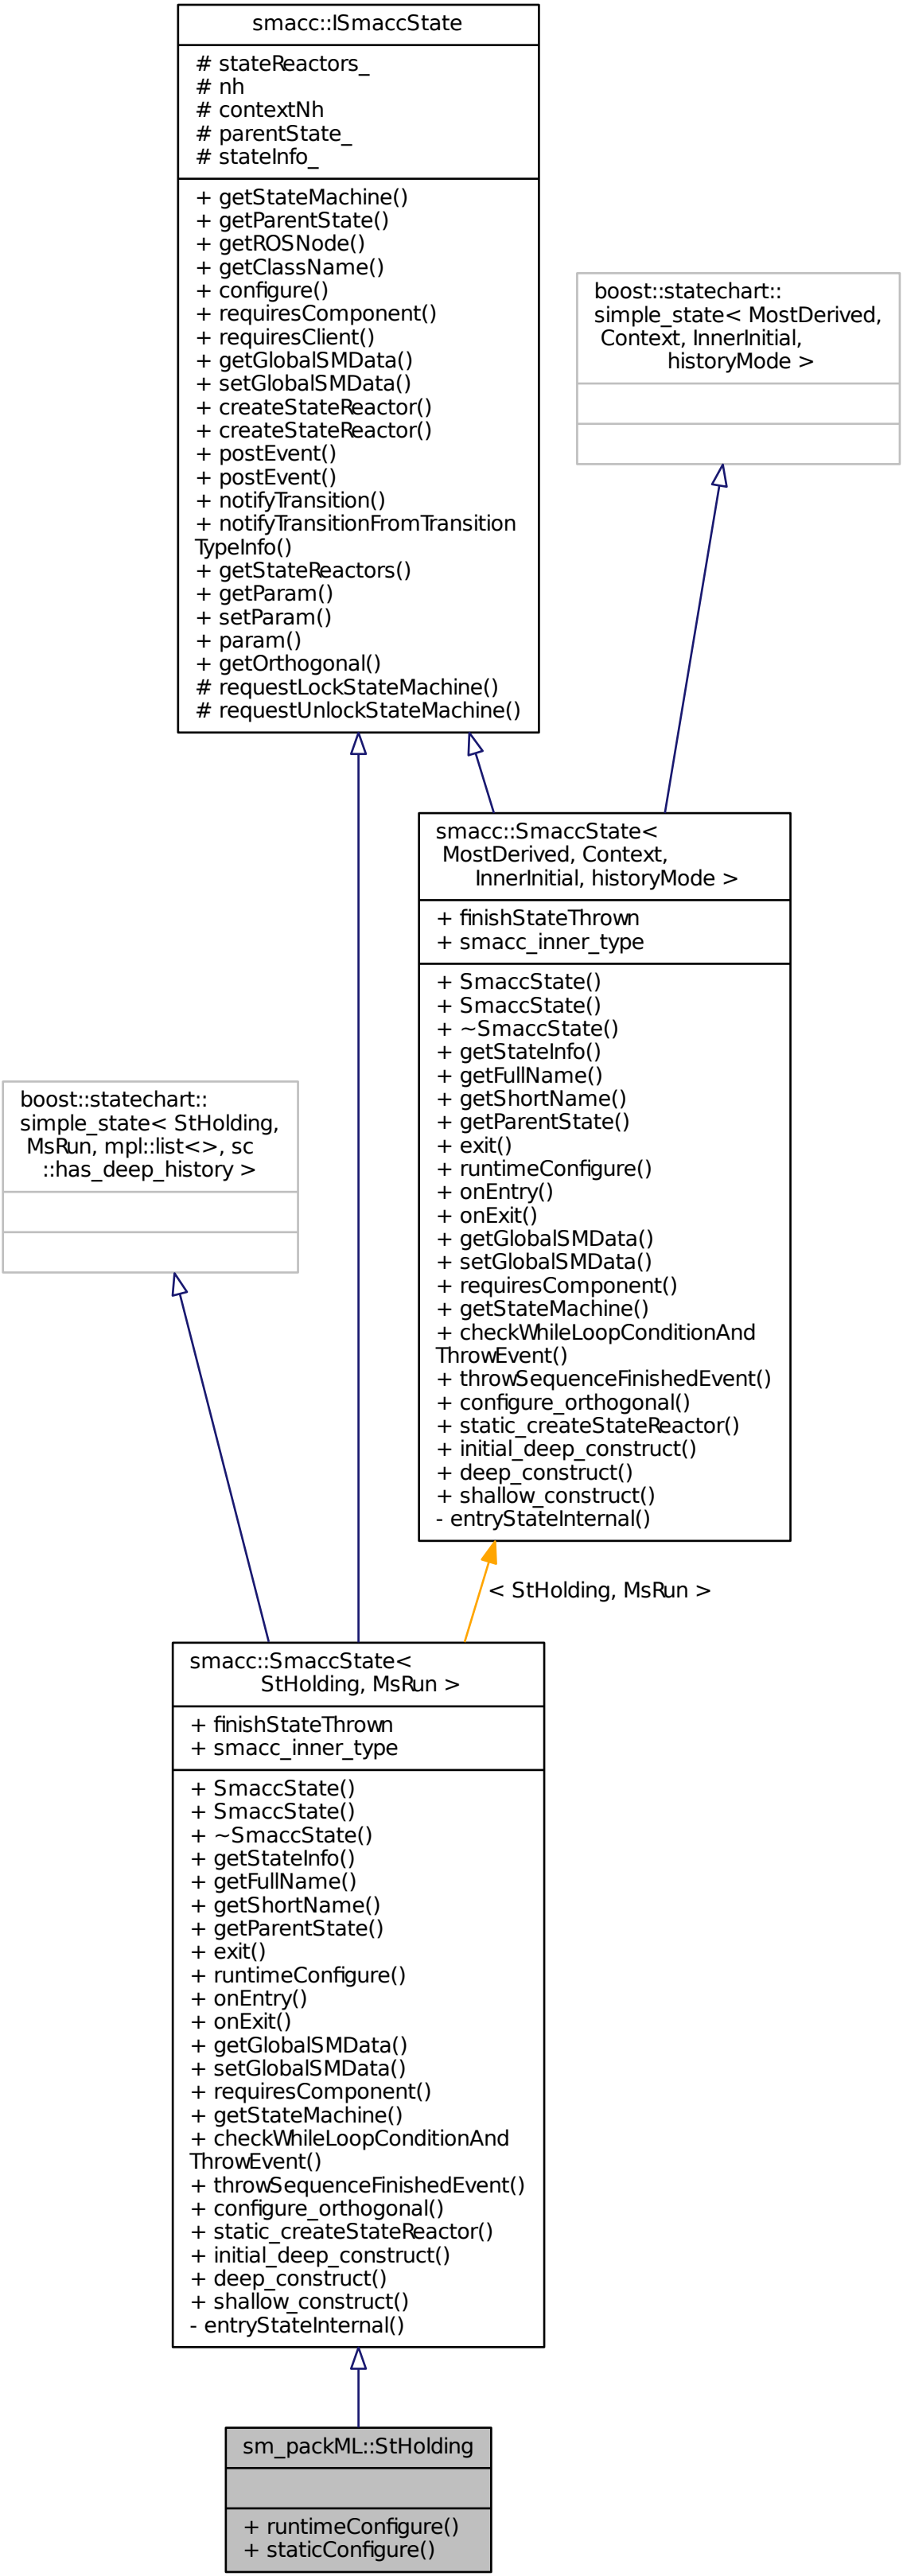 smacc::ISmaccState
# stateReactors_
# nh
# contextNh
# parentState_
# stateInfo_
+ getStateMachine()
+ getParentState()
+ getROSNode()
+ getClassName()
+ configure()
+ requiresComponent()
+ requiresClient()
+ getGlobalSMData()
+ setGlobalSMData()
+ createStateReactor()
+ createStateReactor()
+ postEvent()
+ postEvent()
+ notifyTransition()
+ notifyTransitionFromTransition
TypeInfo()
+ getStateReactors()
+ getParam()
+ setParam()
+ param()
+ getOrthogonal()
# requestLockStateMachine()
# requestUnlockStateMachine()
boost::statechart::
simple_state< MostDerived,
Context, InnerInitial,
historyMode >
smacc::SmaccState<
MostDerived, Context,
InnerInitial, historyMode >
+ finishStateThrown
+ smacc_inner_type
+ SmaccState()
+ SmaccState()
+ ~SmaccState()
+ getStateInfo()
+ getFullName()
+ getShortName()
+ getParentState()
+ exit()
+ runtimeConfigure()
+ onEntry()
+ onExit()
+ getGlobalSMData()
+ setGlobalSMData()
+ requiresComponent()
+ getStateMachine()
+ checkWhileLoopConditionAnd
ThrowEvent()
+ throwSequenceFinishedEvent()
+ configure_orthogonal()
+ static_createStateReactor()
+ initial_deep_construct()
+ deep_construct()
+ shallow_construct()
- entryStateInternal()
boost::statechart::
simple_state< StHolding,
MsRun, mpl::list<>, sc
::has_deep_history >
< StHolding, MsRun >
smacc::SmaccState<
StHolding, MsRun >
+ finishStateThrown
+ smacc_inner_type
+ SmaccState()
+ SmaccState()
+ ~SmaccState()
+ getStateInfo()
+ getFullName()
+ getShortName()
+ getParentState()
+ exit()
+ runtimeConfigure()
+ onEntry()
+ onExit()
+ getGlobalSMData()
+ setGlobalSMData()
+ requiresComponent()
+ getStateMachine()
+ checkWhileLoopConditionAnd
ThrowEvent()
+ throwSequenceFinishedEvent()
+ configure_orthogonal()
+ static_createStateReactor()
+ initial_deep_construct()
+ deep_construct()
+ shallow_construct()
- entryStateInternal()
sm_packML::StHolding
+ runtimeConfigure()
+ staticConfigure()